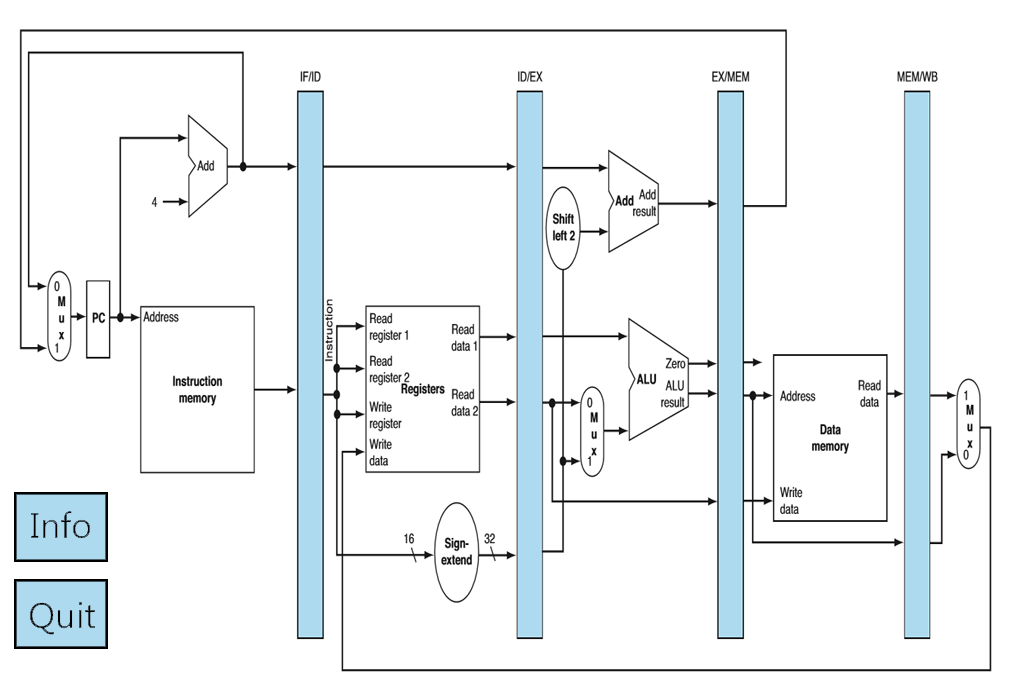 IF/ID
ID/EX
EX/MEM
MEM/WB
Add
4
Add
Add
result
Shift
left 2
0
M
u
x
1
PC
Address
Instruction
memory
Instruction
Read
register 1
Read
register 2
Registers
Write
register
Write
data
Read
data 1
Read
data 2
0
M
u
x
1
ALU
Zero
ALU
result
Address
Read
data
Data
memory
Write
data
1
M
u
x
0
16
Sign-
extend
32
Info
Quit